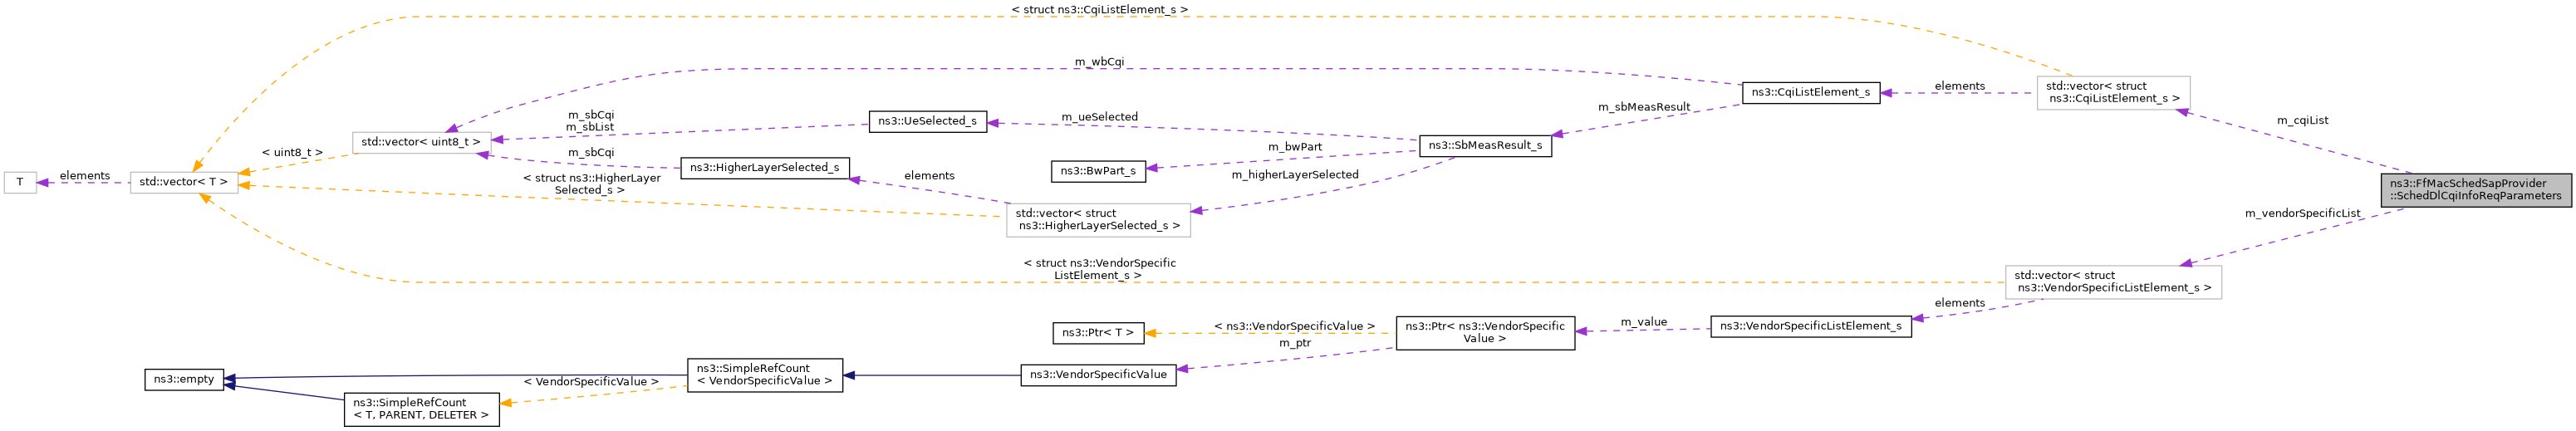 < struct ns3::CqiListElement_s >
m_wbCqi
ns3::CqiListElement_s
elements
std::vector< struct
ns3::CqiListElement_s >
m_sbMeasResult
m_cqiList
m_sbCqi
m_sbList
ns3::UeSelected_s
m_ueSelected
std::vector< uint8_t >
< uint8_t >
m_sbCqi
ns3::HigherLayerSelected_s
m_bwPart
ns3::BwPart_s
ns3::SbMeasResult_s
m_higherLayerSelected
T
elements
std::vector< T >
< struct ns3::HigherLayer
Selected_s >
elements
std::vector< struct
ns3::HigherLayerSelected_s >
ns3::FfMacSchedSapProvider
::SchedDlCqiInfoReqParameters
m_vendorSpecificList
< struct ns3::VendorSpecific
ListElement_s >
std::vector< struct
ns3::VendorSpecificListElement_s >
elements
ns3::Ptr< T >
< ns3::VendorSpecificValue >
ns3::Ptr< ns3::VendorSpecific
Value >
m_value
ns3::VendorSpecificListElement_s
m_ptr
ns3::empty
ns3::SimpleRefCount
< VendorSpecificValue >
ns3::VendorSpecificValue
< VendorSpecificValue >
ns3::SimpleRefCount
< T, PARENT, DELETER >